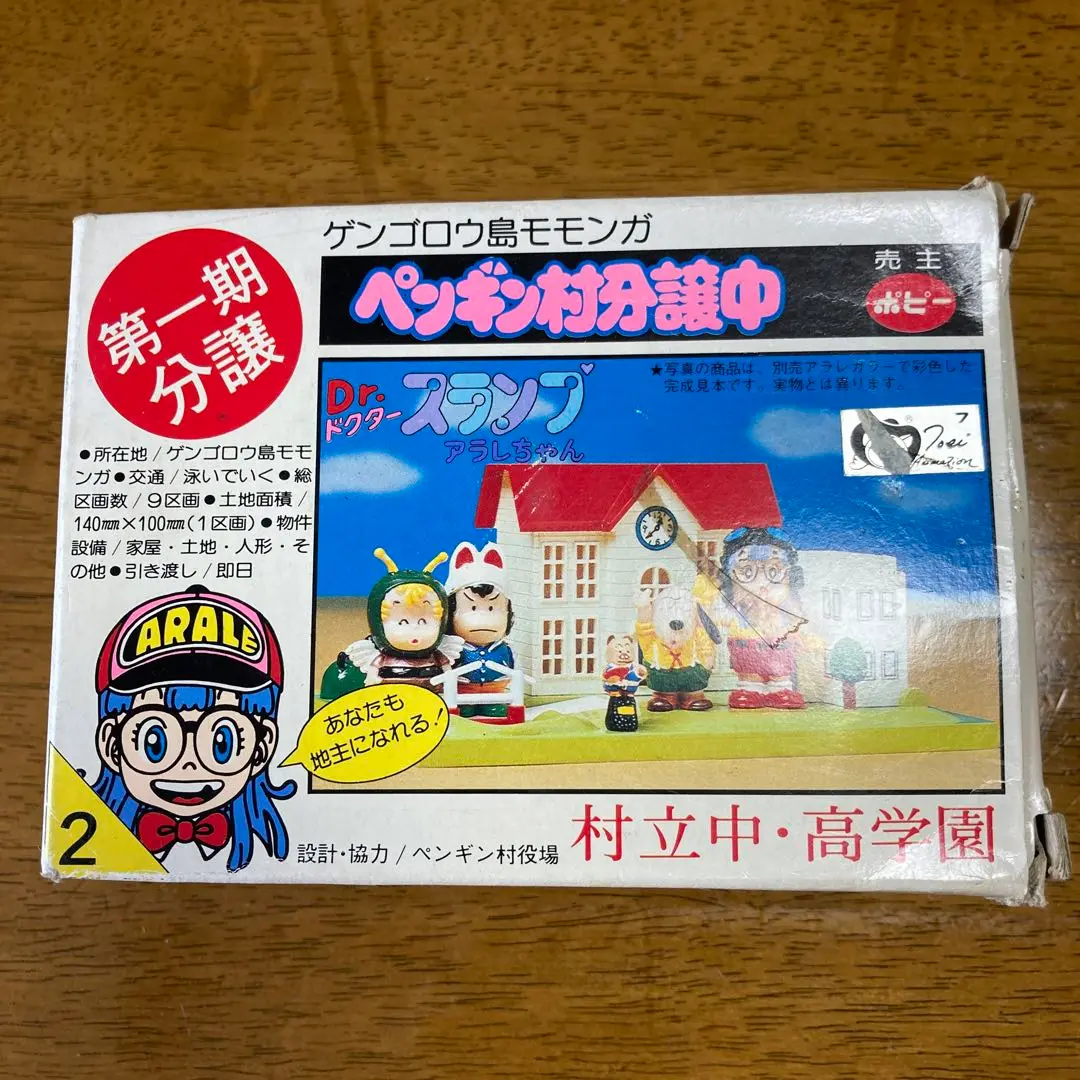 ゲンゴロウ島モモンガ
ペンギン村分譲中
売主
ポピー
第一期
分譲
●所在地/ゲンゴロウ島モモ
ンガ●交通/泳いでいく●総
区画数/9区画●土地面積/
140mm×100mm(1区画)●物件
設備/家屋・土地・人形・そ
の他●引き渡し/即日
Dr.
ドクター
スランプ
アラレちゃん
★写真の商品は、別売アラレカラーで彩色した
完成見本です。実物とは異ります。
フ
Toei
Animation
ARALE
あなたも
地主になれる!
2
設計・協力/ペンギン村役場
村立中・高学園